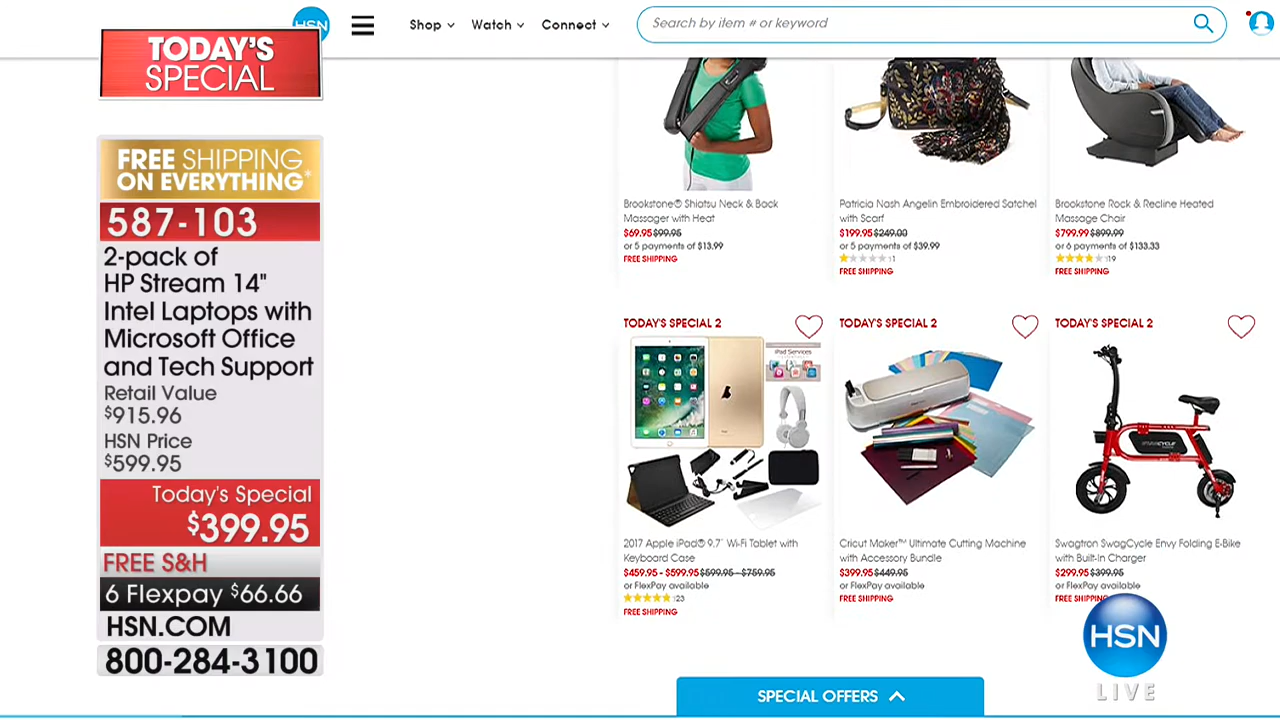 HSN
Shop
Watch
Connect
Search by item # or keyword
TODAY'S
SPECIAL
FREE SHIPPING
ON EVERYTHING*
587-103
2-pack of
HP Stream 14"
Intel Laptops with
Microsoft Office
and Tech Support
Retail Value
$915.96
HSN Price
$599.95
Today's Special
$399.95
FREE S&H
6 Flexpay $66.66
HSN.COM
800-284-3100
Brookstone® Shiatsu Neck & Back
Massager with Heat
$69.95 $99.95
or 5 payments of $13.99
FREE SHIPPING
Patricia Nash Angelin Embroidered Satchel
with Scarf
$199.95 $249.00
or 5 payments of $39.99
1
FREE SHIPPING
Brookstone Rock & Recline Heated
Massage Chair
$799.99 $899.99
or 6 payments of $133.33
19
FREE SHIPPING
TODAY'S SPECIAL 2
iPad Services
2017 Apple iPad® 9.7" Wi-Fi Tablet with
Keyboard Case
$459.95 - $599.95 $599.95 - $759.95
or FlexPay available
23
FREE SHIPPING
TODAY'S SPECIAL 2
Cricut Maker™ Ultimate Cutting Machine
with Accessory Bundle
$399.95 $449.95
or FlexPay available
FREE SHIPPING
TODAY'S SPECIAL 2
SWAGCYCLE
Swagtron SwagCycle Envy Folding E-Bike
with Built-In Charger
$299.95 $399.95
or FlexPay available
FREE SHIPPING
HSN
LIVE
SPECIAL OFFERS